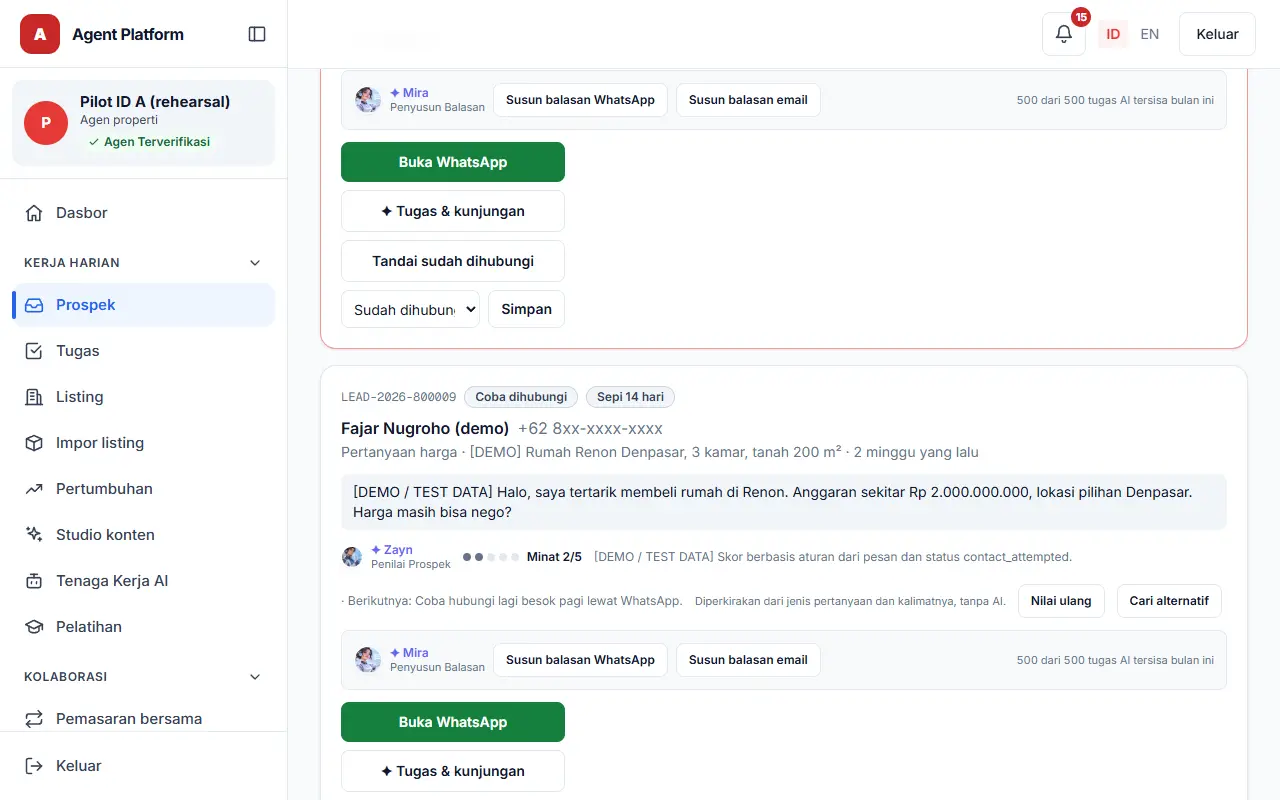 A Agent Platform
15
ID EN Keluar
P
Pilot ID A (rehearsal)
Agen properti
Agen Terverifikasi
Dasbor
KERJA HARIAN
Prospek
Tugas
Listing
Impor listing
Pertumbuhan
Studio konten
Tenaga Kerja AI
Pelatihan
KOLABORASI
Pemasaran bersama
Keluar
✦ Mira
Penyusun Balasan
Susun balasan WhatsApp
Susun balasan email
500 dari 500 tugas AI tersisa bulan ini
Buka WhatsApp
✦ Tugas & kunjungan
Tandai sudah dihubungi
Sudah dihubun
Simpan
LEAD-2026-800009 Coba dihubungi Sepi 14 hari
Fajar Nugroho (demo) +62 8xx-xxxx-xxxx
Pertanyaan harga · [DEMO] Rumah Renon Denpasar, 3 kamar, tanah 200 m² · 2 minggu yang lalu
[DEMO / TEST DATA] Halo, saya tertarik membeli rumah di Renon. Anggaran sekitar Rp 2.000.000.000, lokasi pilihan Denpasar.
Harga masih bisa nego?
✦ Zayn
Penilai Prospek
Minat 2/5 [DEMO / TEST DATA] Skor berbasis aturan dari pesan dan status contact_attempted.
· Berikutnya: Coba hubungi lagi besok pagi lewat WhatsApp. Diperkirakan dari jenis pertanyaan dan kalimatnya, tanpa AI. Nilai ulang Cari alternatif
✦ Mira
Penyusun Balasan
Susun balasan WhatsApp
Susun balasan email
500 dari 500 tugas AI tersisa bulan ini
Buka WhatsApp
✦ Tugas & kunjungan